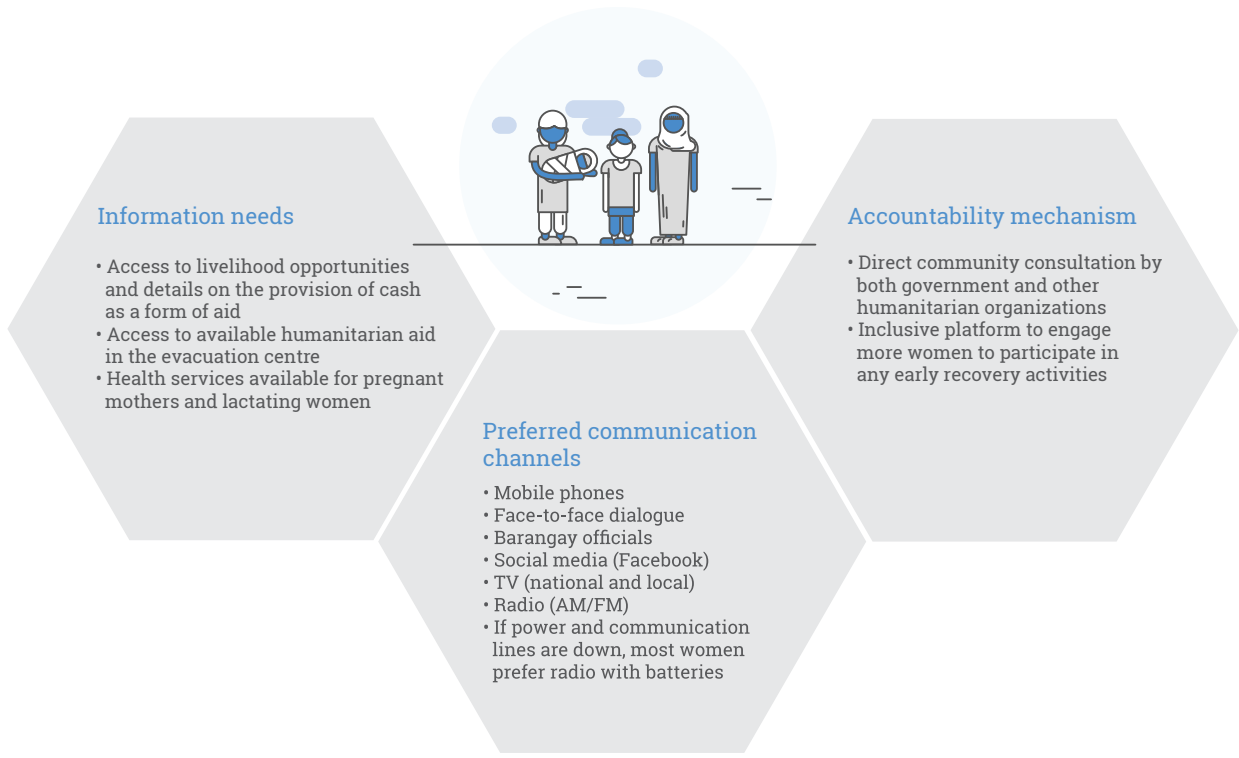 Information needs
• Access to livelihood opportunities
and details on the provision of cash
as a form of aid
• Access to available humanitarian aid
in the evacuation centre
• Health services available for pregnant
mothers and lactating women
Preferred communication
channels
• Mobile phones
• Face-to-face dialogue
• Barangay officials
• Social media (Facebook)
• TV (national and local)
• Radio (AM/FM)
• If power and communication
lines are down, most women
prefer radio with batteries
Accountability mechanism
• Direct community consultation by
both government and other
humanitarian organizations
• Inclusive platform to engage
more women to participate in
any early recovery activities